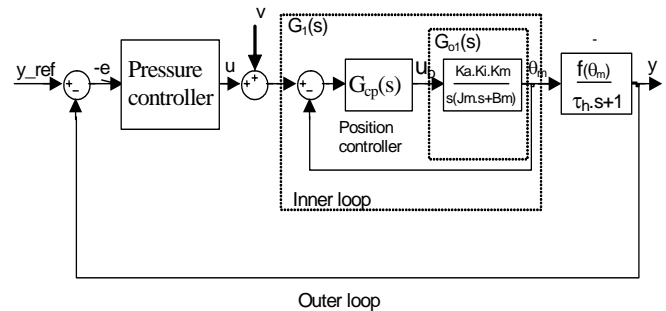 v
G1(s)
Go1(s)
y_ref
+
−
-e
Pressure
controller
u
+
+
+
−
Gcp(s)
ub
Ka.Ki.Km
s(Jm.s+Bm)
θm
-
f(θm)
τh.s+1
y
Position
controller
Inner loop
Outer loop